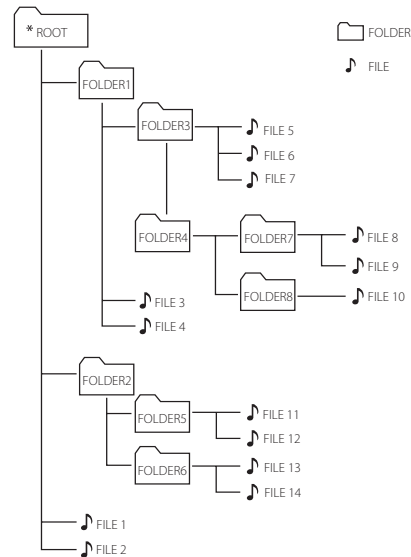 * ROOT
FOLDER
FILE
FOLDER1
FOLDER3
FILE 5
FILE 6
FILE 7
FOLDER4
FOLDER7
FILE 8
FILE 9
FOLDER8
FILE 10
FILE 3
FILE 4
FOLDER2
FOLDER5
FILE 11
FILE 12
FOLDER6
FILE 13
FILE 14
FILE 1
FILE 2